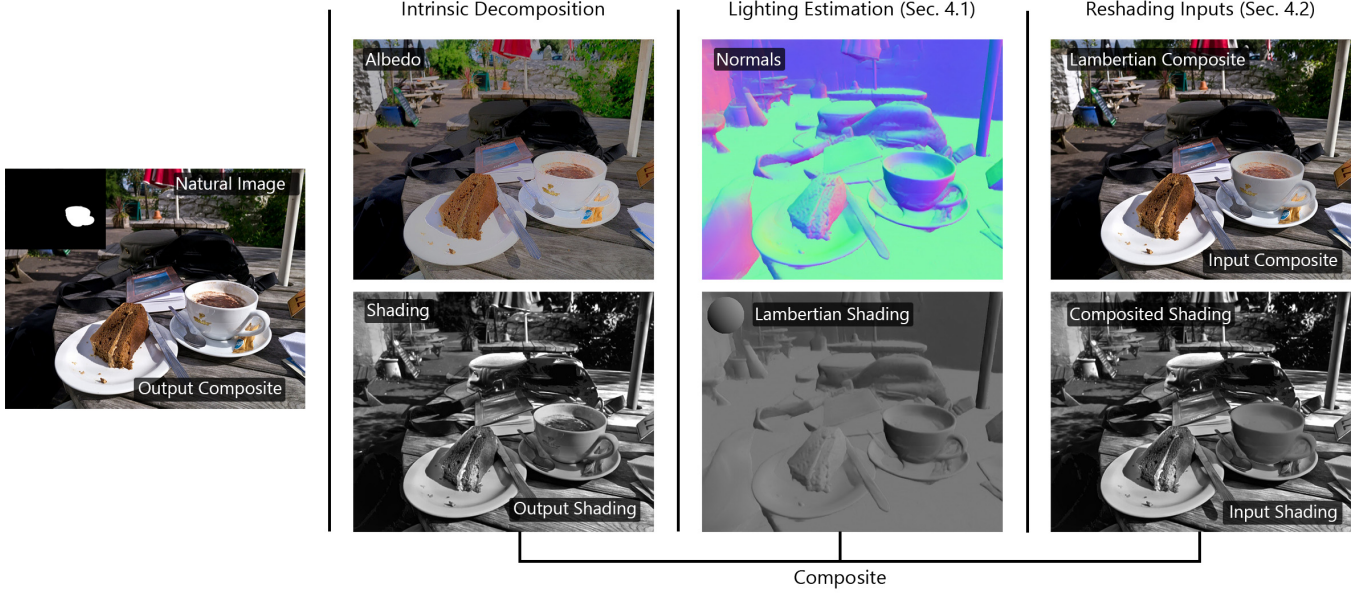 Intrinsic Decomposition
Lighting Estimation (Sec. 4.1)
Reshading Inputs (Sec. 4.2)
Albedo
Normals
Lambertian Composite
Natural Image
Input Composite
Shading
Lambertian Shading
Composited Shading
Output Composite
Output Shading
Input Shading
Composite